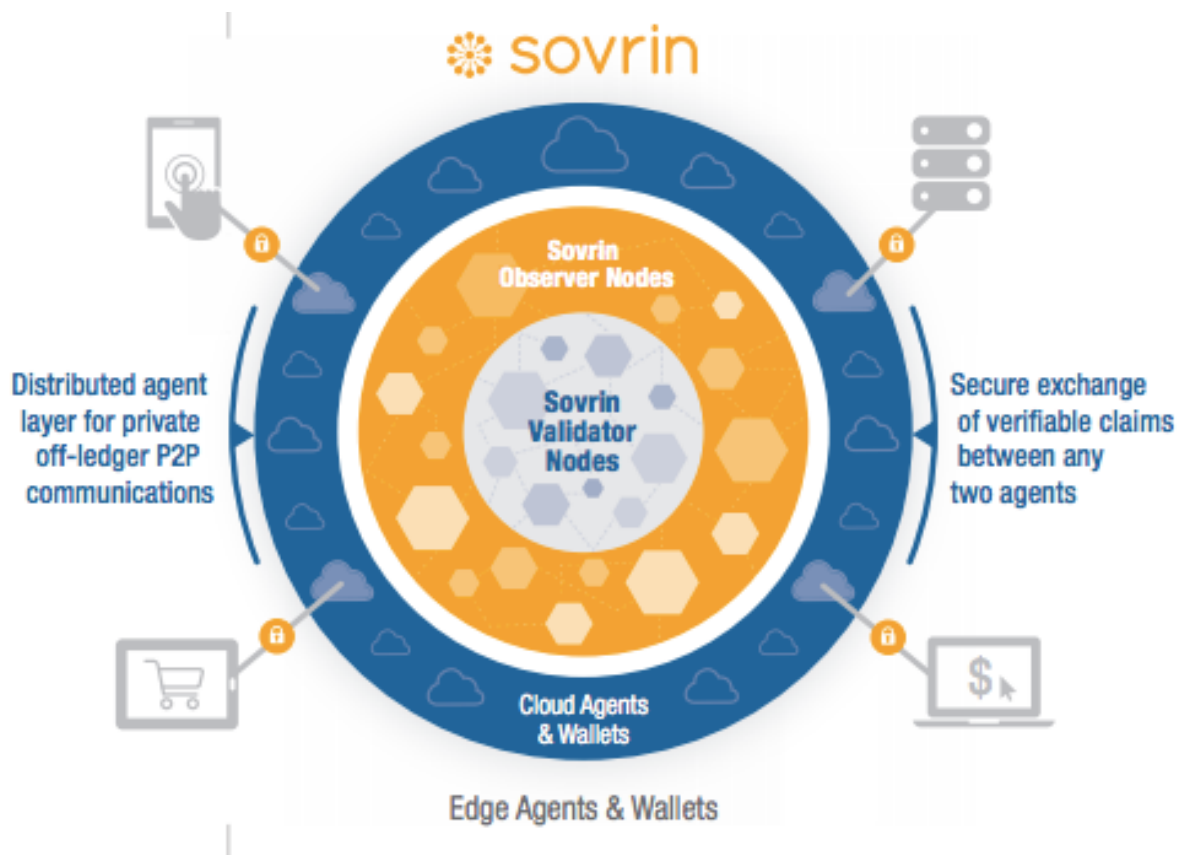 sovrin
Sovrin
Observer Nodes
Sovrin
Validator
Nodes
Distributed agent
layer for private
off-ledger P2P
communications
Secure exchange
of verifiable claims
between any
two agents
$
Cloud Agents
& Wallets
Edge Agents & Wallets